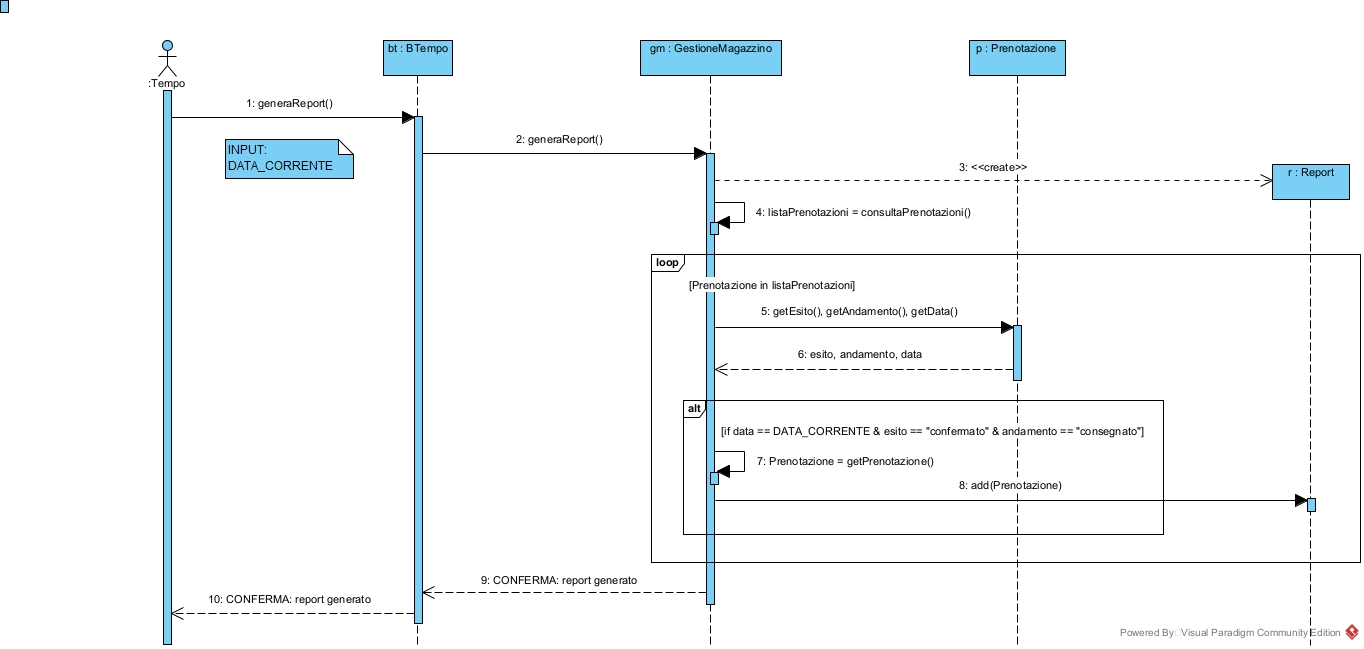 bt : BTempo
gm : GestioneMagazzino
p : Prenotazione
:Tempo
1: generaReport()
INPUT:
DATA_CORRENTE
2: generaReport()
3: <<create>>
r : Report
4: listaPrenotazioni = consultaPrenotazioni()
loop
[Prenotazione in listaPrenotazioni]
5: getEsito(), getAndamento(), getData()
6: esito, andamento, data
alt
[if data == DATA_CORRENTE & esito == "confermato" & andamento == "consegnato"]
7: Prenotazione = getPrenotazione()
8: add(Prenotazione)
9: CONFERMA: report generato
10: CONFERMA: report generato
Powered By Visual Paradigm Community Edition